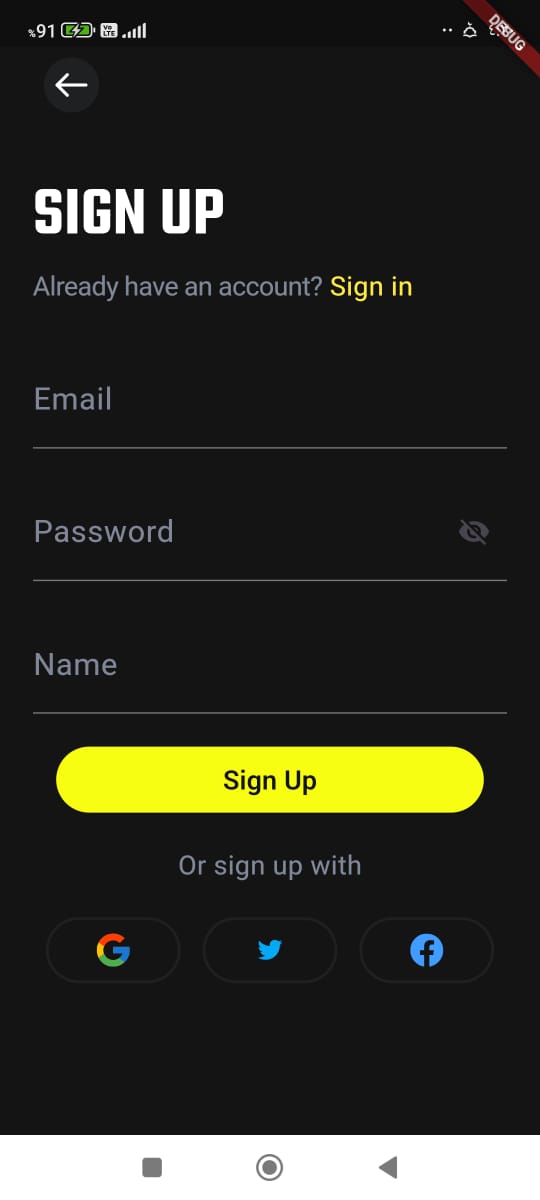 %91 Vo LTE
DEBUG
SIGN UP
Already have an account? Sign in
Email
Password
Name
Sign Up
Or sign up with